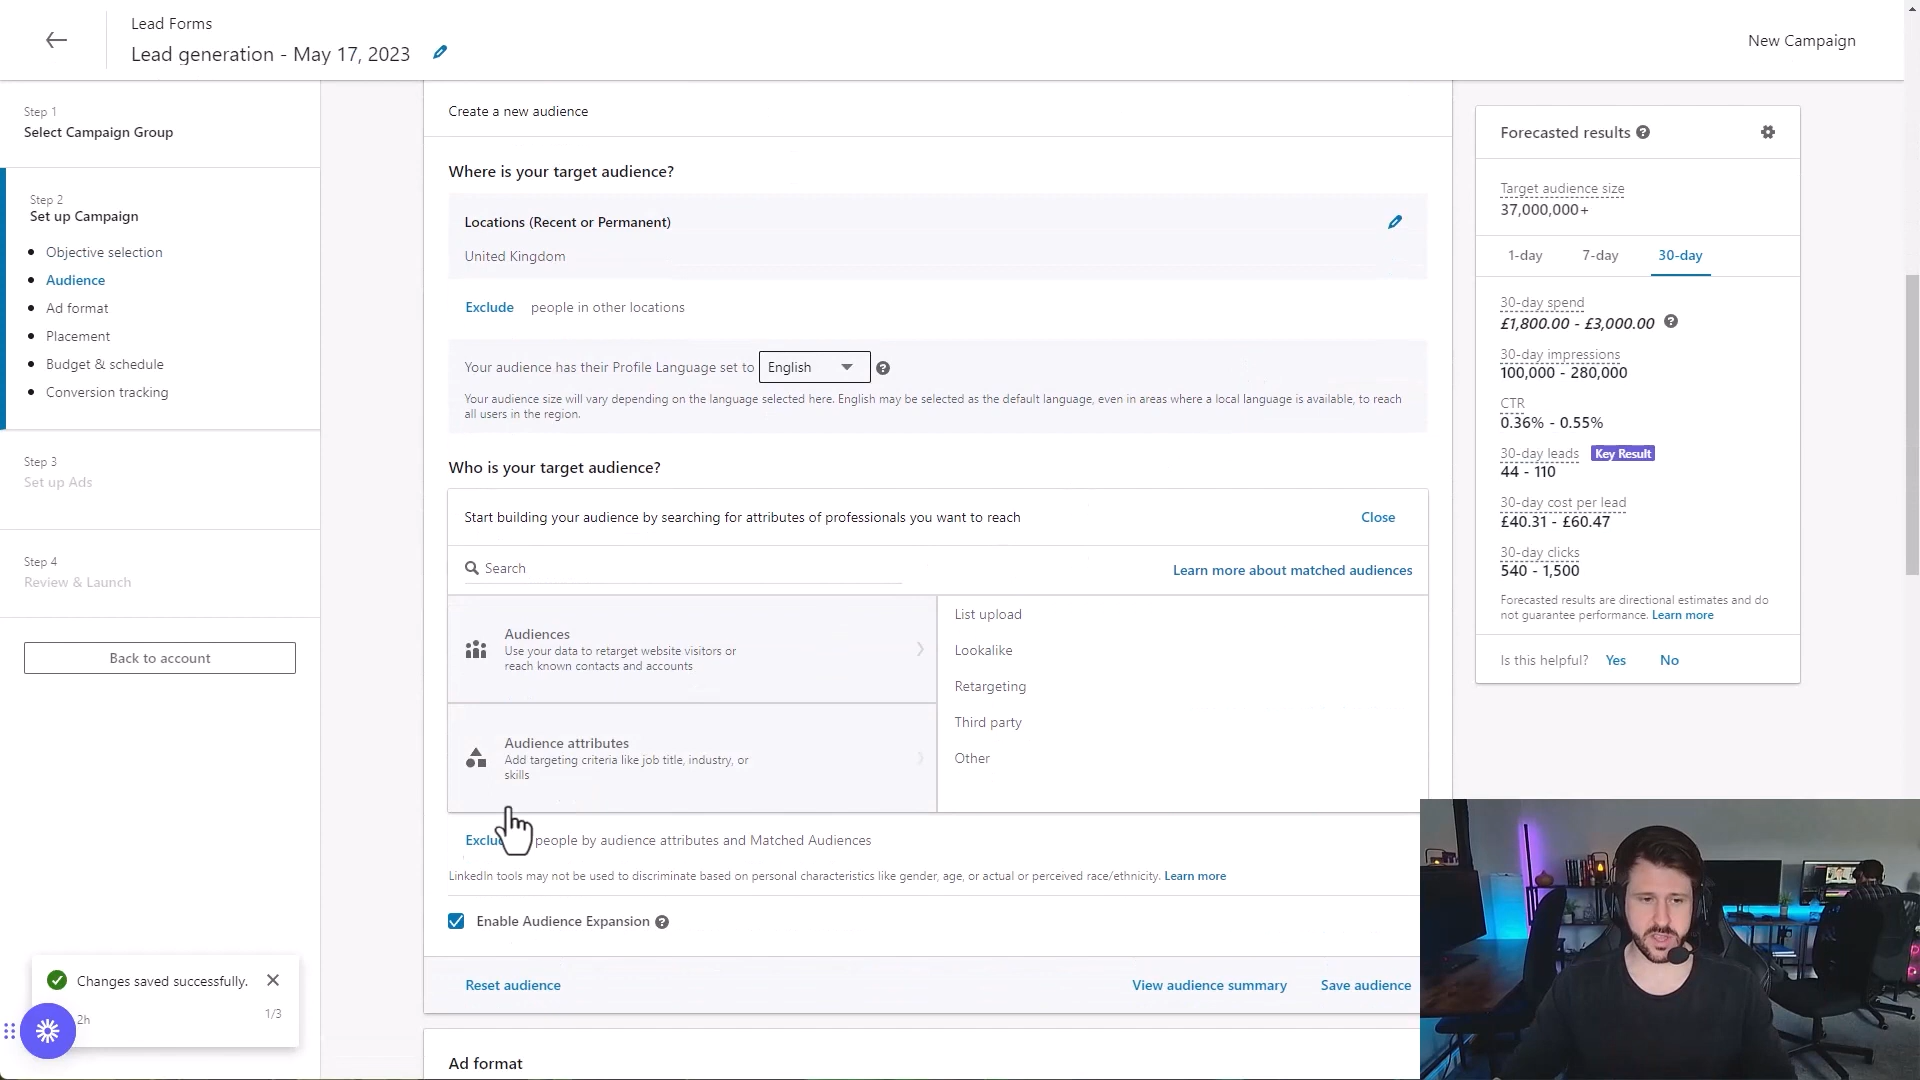 Lead Forms
Lead generation - May 17, 2023
New Campaign
Step 1
Select Campaign Group
Step 2
Set up Campaign
Objective selection
Audience
Ad format
Placement
Budget & schedule
Conversion tracking
Step 3
Set up Ads
Step 4
Review & Launch
Back to account
Changes saved successfully.
2h
1/3
Create a new audience
Where is your target audience?
Locations (Recent or Permanent)
United Kingdom
Exclude people in other locations
Your audience has their Profile Language set to English
Your audience size will vary depending on the language selected here. English may be selected as the default language, even in areas where a local language is available, to reach
all users in the region.
Who is your target audience?
Start building your audience by searching for attributes of professionals you want to reach
Close
Search
Learn more about matched audiences
Audiences
Use your data to retarget website visitors or
reach known contacts and accounts
Audience attributes
Add targeting criteria like job title, industry, or
skills
List upload
Lookalike
Retargeting
Third party
Other
people by audience attributes and Matched Audiences
LinkedIn tools may not be used to discriminate based on personal characteristics like gender, age, or actual or perceived race/ethnicity. Learn more
Enable Audience Expansion
Reset audience
View audience summary
Save audience
Ad format
Forecasted results
Target audience size
37,000,000+
1-day
7-day
30-day
30-day spend
£1,800.00 - £3,000.00
30-day impressions
100,000 - 280,000
CTR
0.36% - 0.55%
30-day leads Key Result
44 - 110
30-day cost per lead
£40.31 - £60.47
30-day clicks
540 - 1,500
Forecasted results are directional estimates and do
not guarantee performance. Learn more
Is this helpful? Yes No